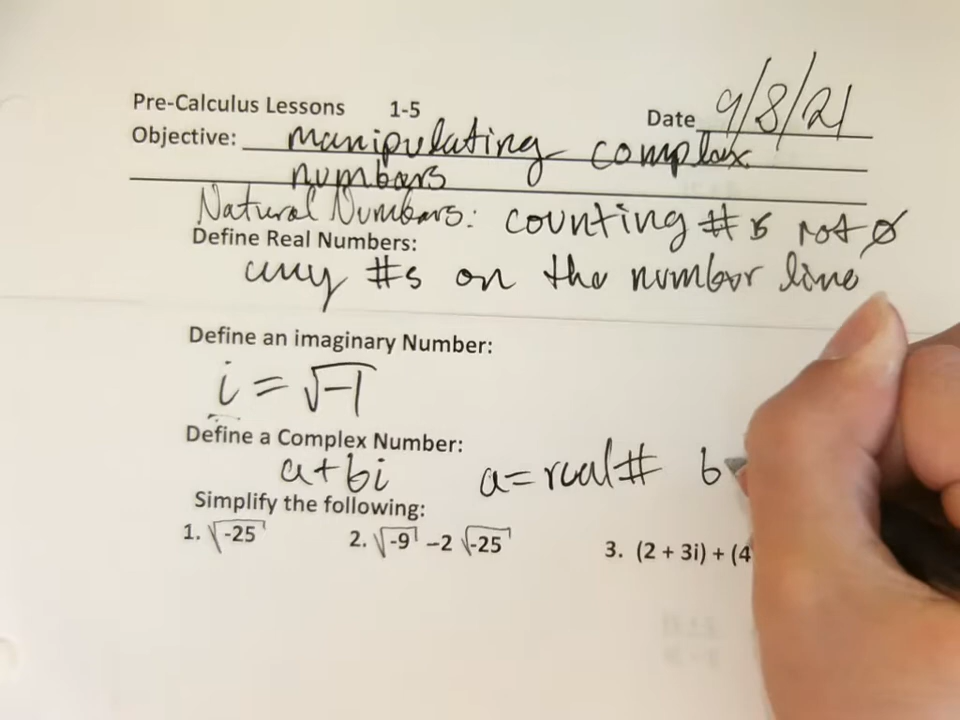 Pre-Calculus Lessons 1-5 Date 9/8/21
Objective: manipulating complex
numbers
Natural Numbers: counting #s not 0
Define Real Numbers:
any #s on the number line
Define an imaginary Number:
i = √-1
Define a Complex Number:
a+bi a=real# b
Simplify the following:
1. √-25 2. √-9 -2 √-25 3. (2 + 3i) + (4